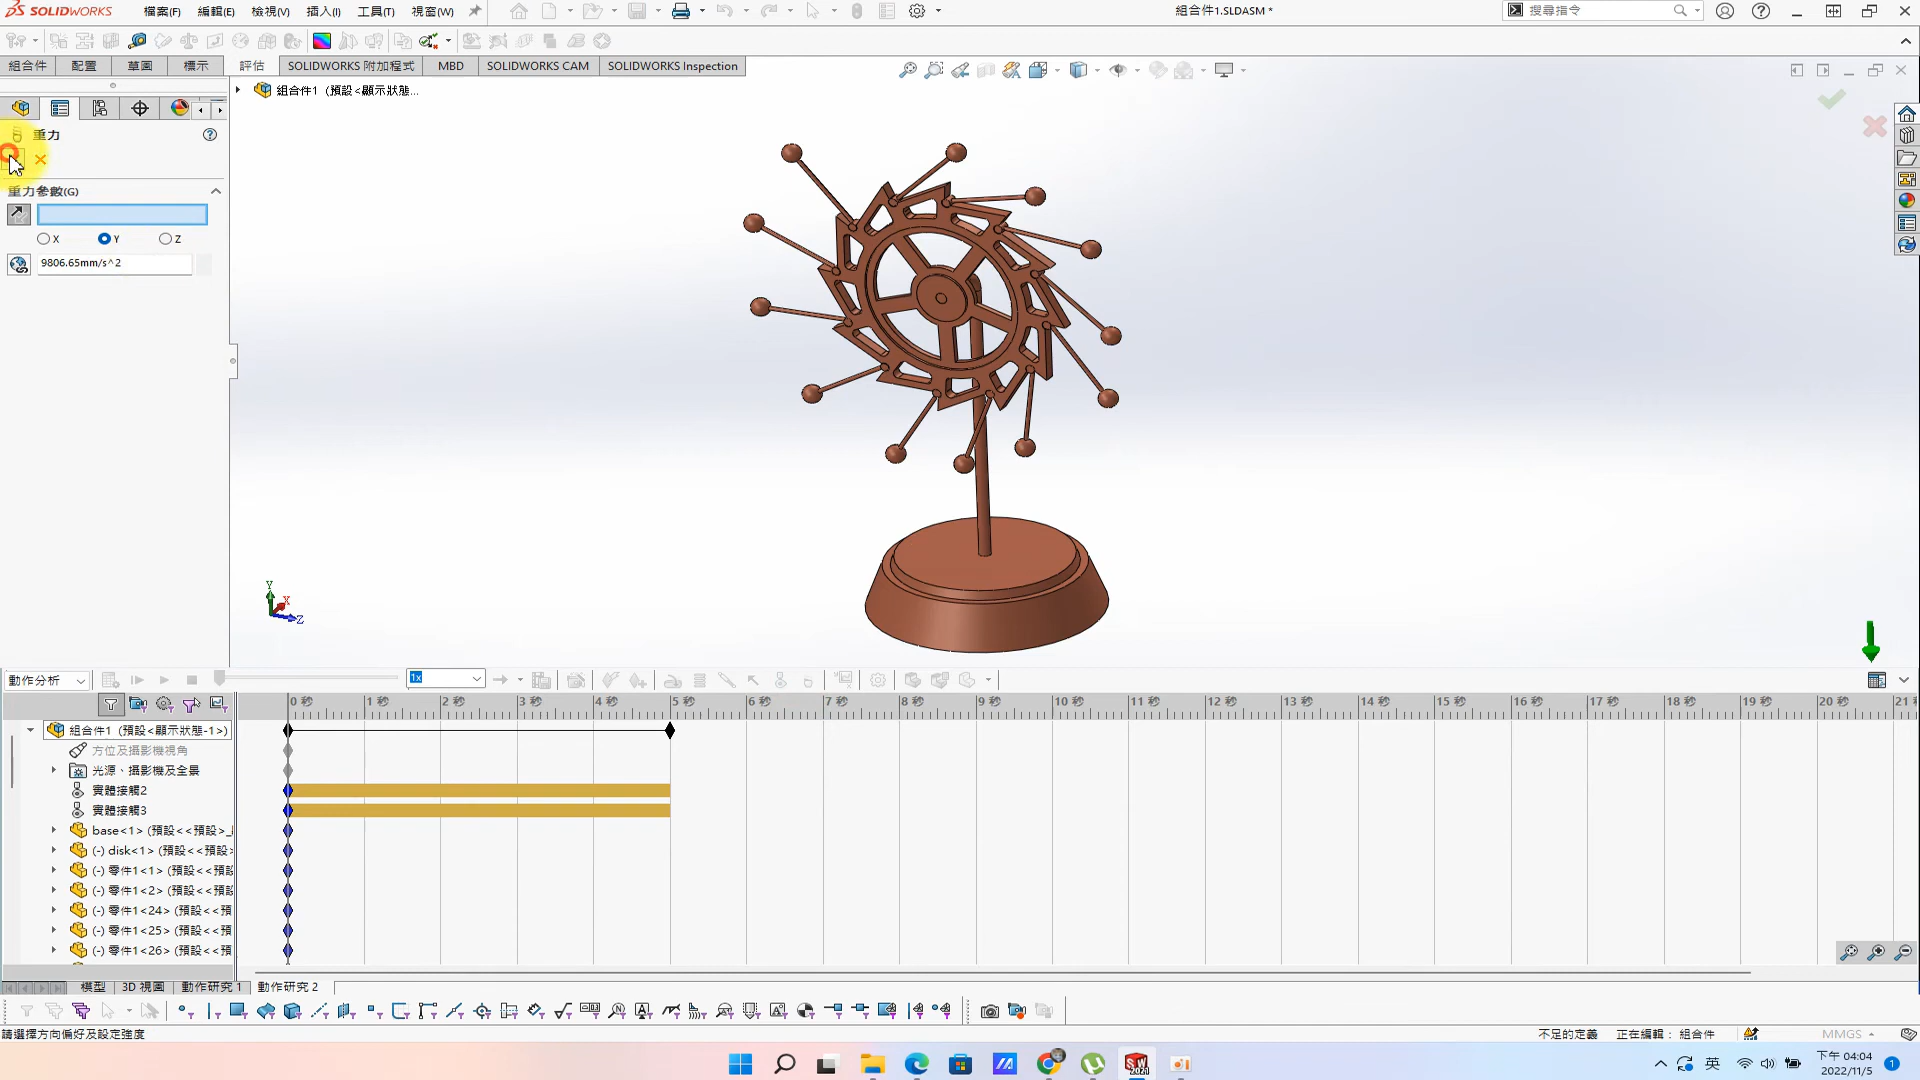 SOLIDWORKS 檔案(F) 編輯(E) 檢視(V) 插入(I) 工具(T) 視窗(W) 組合件1.SLDASM * 搜尋指令
組合件 配置 草圖 標示 評估 SOLIDWORKS 附加程式 MBD SOLIDWORKS CAM SOLIDWORKS Inspection
組合件1 (預設<顯示狀態...
重力
重力參數(G)
X Y Z
9806.65mm/s^2
Y
X
Z
動作分析 1x
0 秒 1 秒 2 秒 3 秒 4 秒 5 秒 6 秒 7 秒 8 秒 9 秒 10 秒 11 秒 12 秒 13 秒 14 秒 15 秒 16 秒 17 秒 18 秒 19 秒 20 秒 21
組合件1 (預設<顯示狀態-1>)
方位及攝影機視角
光源、攝影機及全景
實體接觸2
實體接觸3
base<1> (預設<<預設>_
(-) disk<1> (預設<<預設>
(-) 零件1<1> (預設<<預設
(-) 零件1<2> (預設<<預設
(-) 零件1<24> (預設<<預
(-) 零件1<25> (預設<<預
(-) 零件1<26> (預設<<預
模型 3D 視圖 動作研究 1 動作研究 2
請選擇方向偏好及設定強度 不足的定義 正在編輯: 組合件 MMGS
英 下午 04:04
2022/11/5 1